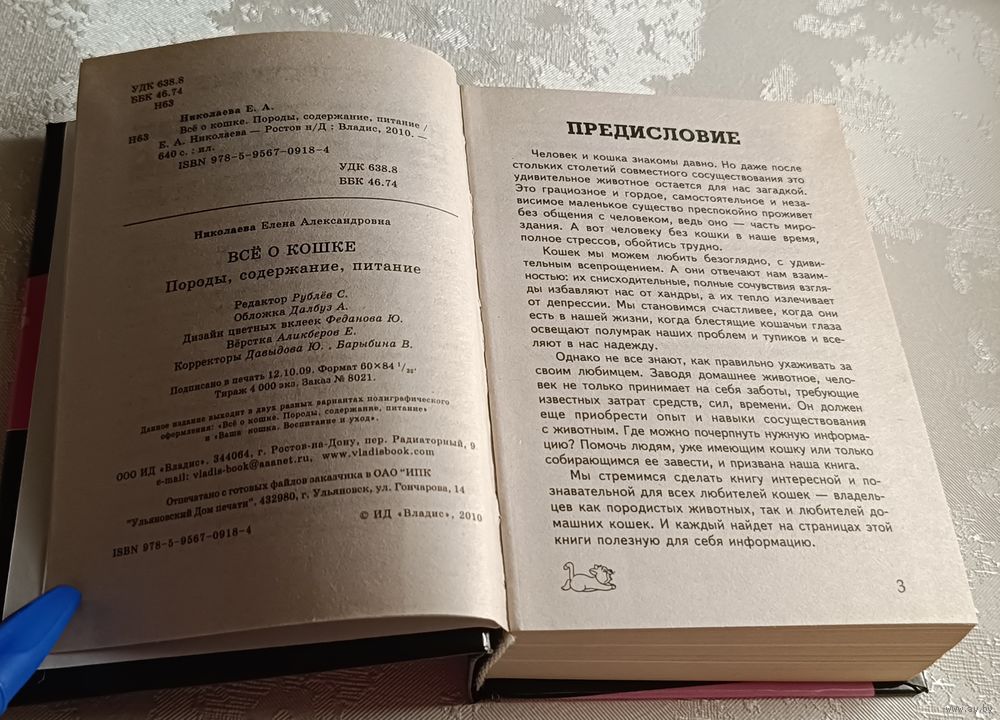 УДК 638.8
ББК 46.74
Н63
Николаева Е. А.
Н63
Всё о кошке. Породы, содержание, питание /
Е. А. Николаева — Ростов н/Д : Владис, 2010. —
640 с. : ил.
ISBN 978-5-9567-0918-4
УДК 638.8
ББК 46.74
Николаева Елена Александровна
ВСЁ О КОШКЕ
Породы, содержание, питание
Редактор Рублёв С.
Обложка Далбуз А.
Дизайн цветных вклеек Феданова Ю.
Вёрстка Аликберов Е.
Корректоры Давыдова Ю. , Барыбина В.
Подписано в печать 12.10.09. Формат 60×84 1/32.
Тираж 4 000 экз. Заказ № 8021.
Данное издание выходит в двух разных вариантах полиграфического
оформления: «Всё о кошке. Породы, содержание, питание»
и «Ваша кошка. Воспитание и уход».
ООО ИД «Владис». 344064, г. Ростов-на-Дону, пер. Радиаторный, 9
e-mail: vladis-book@aaanet.ru, www.vladisbook.com
Отпечатано с готовых файлов заказчика в ОАО "ИПК
"Ульяновский Дом печати". 432980, г. Ульяновск, ул. Гончарова, 14
© ИД «Владис», 2010
ISBN 978-5-9567-0918-4
ПРЕДИСЛОВИЕ
Человек и кошка знакомы давно. Но даже после
стольких столетий совместного сосуществования это
удивительное животное остается для нас загадкой.
Это грациозное и гордое, самостоятельное и неза-
висимое маленькое существо преспокойно проживет
без общения с человеком, ведь оно — часть миро-
здания. А вот человеку без кошки в наше время,
полное стрессов, обойтись трудно.
Кошек мы можем любить безоглядно, с удиви-
тельным всепрощением. А они отвечают нам взаим-
ностью: их снисходительные, полные сочувствия взгля-
ды избавляют нас от хандры, а их тепло излечивает
от депрессии. Мы становимся счастливее, когда они
есть в нашей жизни, когда блестящие кошачьи глаза
освещают полумрак наших проблем и тупиков и все-
ляют в нас надежду.
Однако не все знают, как правильно ухаживать за
своим любимцем. Заводя домашнее животное, чело-
век не только принимает на себя заботы, требующие
известных затрат средств, сил, времени. Он должен
еще приобрести опыт и навыки сосуществования
с животным. Где можно почерпнуть нужную информа-
цию? Помочь людям, уже имеющим кошку или только
собирающимся ее завести, и призвана наша книга.
Мы стремимся сделать книгу интересной и по-
знавательной для всех любителей кошек — владель-
цев как породистых животных, так и любителей до-
машних кошек. И каждый найдет на страницах этой
книги полезную для себя информацию.
3
www.ay.by